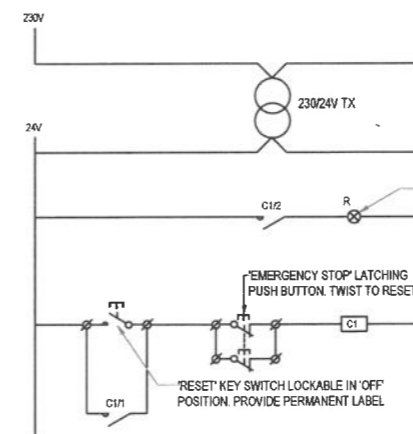 230V
230/24V TX
24V
C1/2
R
'EMERGENCY STOP' LATCHING
PUSH BUTTON. TWIST TO RESET
C1
'RESET' KEY SWITCH LOCKABLE IN 'OFF'
POSITION. PROVIDE PERMANENT LABEL
C1/1